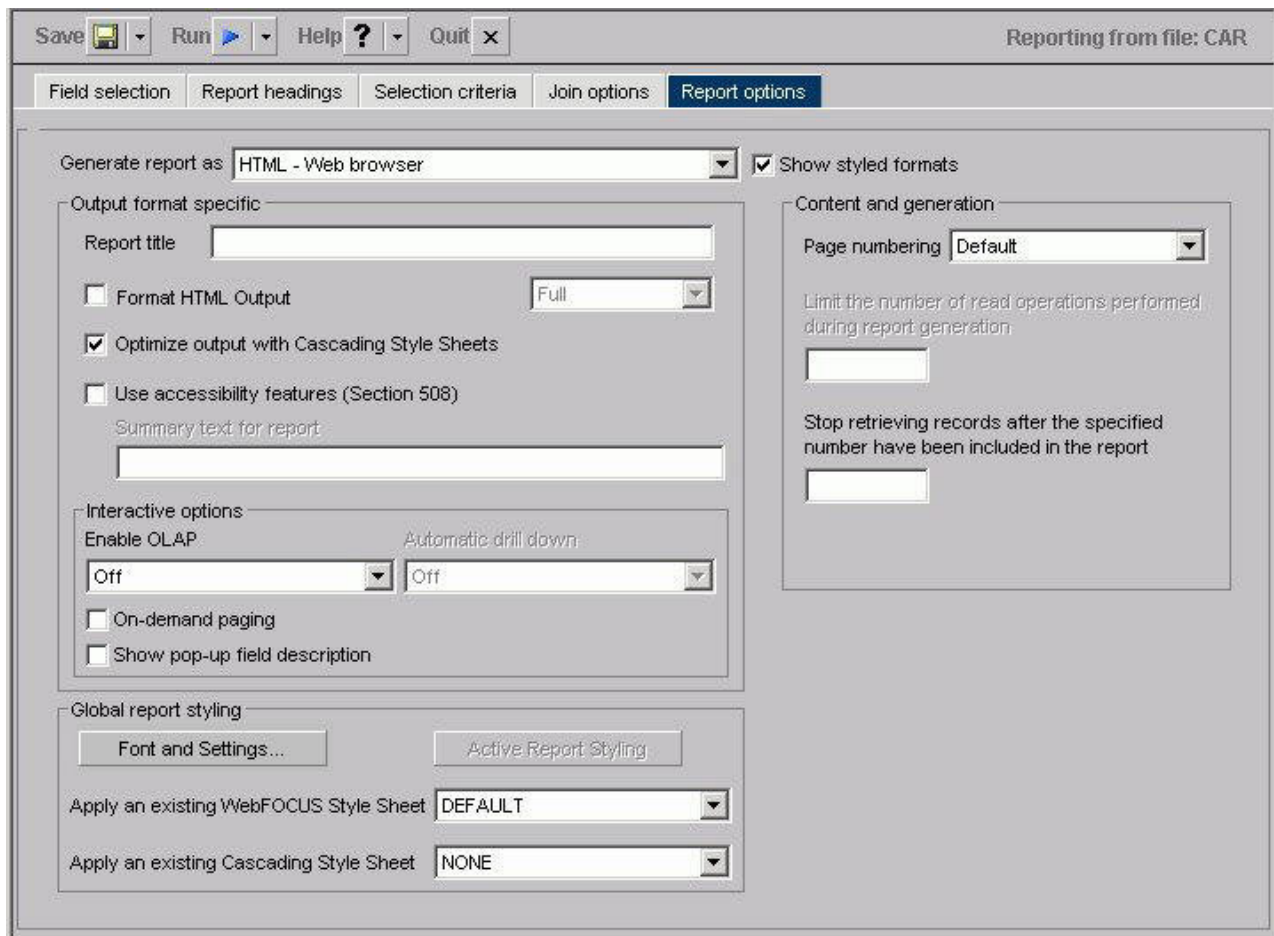 Save Run Help ? Quit × Reporting from file: CAR
Field selection Report headings Selection criteria Join options Report options
Generate report as HTML - Web browser Show styled formats
Output format specific
Report title
Format HTML Output Full
Optimize output with Cascading Style Sheets
Use accessibility features (Section 508)
Summary text for report
Interactive options
Enable OLAP Automatic drill down
Off Off
On-demand paging
Show pop-up field description
Content and generation
Page numbering Default
Limit the number of read operations performed
during report generation
Stop retrieving records after the specified
number have been included in the report
Global report styling
Font and Settings... Active Report Styling
Apply an existing WebFOCUS Style Sheet DEFAULT
Apply an existing Cascading Style Sheet NONE